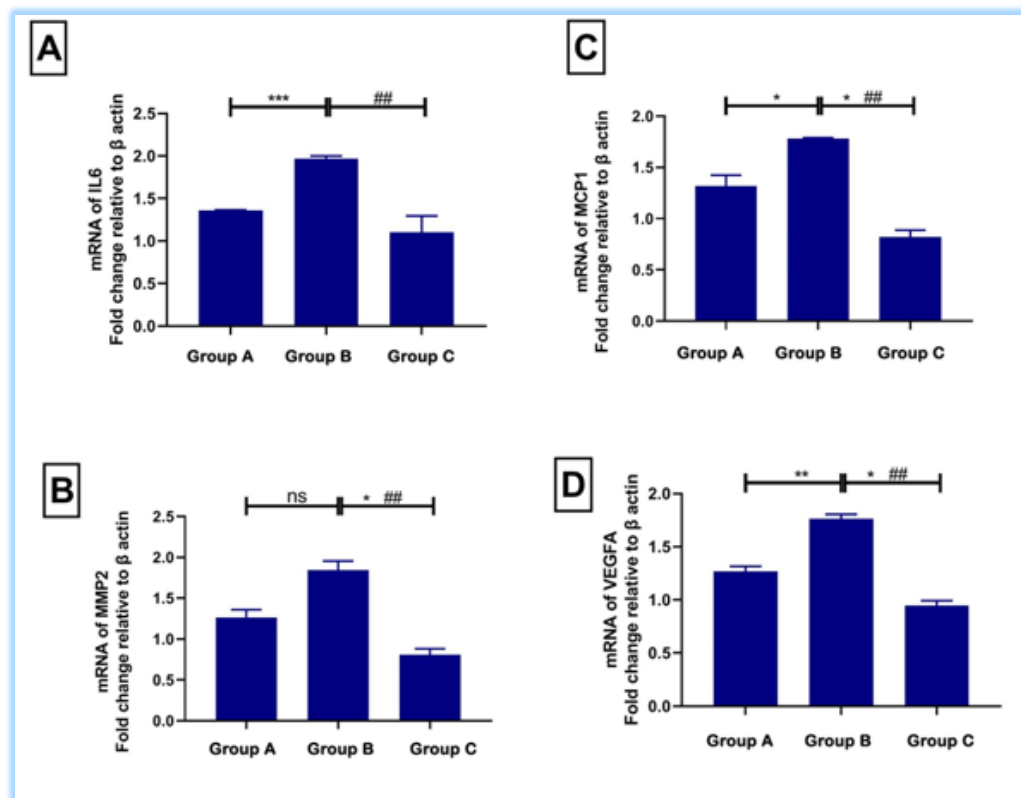 A
*** ##
mRNA of IL6
Fold change relative to β actin
2.5
2.0
1.5
1.0
0.5
0.0
Group A Group B Group C
C
* * ##
mRNA of MCP1
Fold change relative to β actin
2.0
1.5
1.0
0.5
0.0
Group A Group B Group C
B
ns * ##
mRNA of MMP2
Fold change relative to β actin
2.5
2.0
1.5
1.0
0.5
0.0
Group A Group B Group C
D
** * ##
mRNA of VEGFA
Fold change relative to β actin
2.0
1.5
1.0
0.5
0.0
Group A Group B Group C